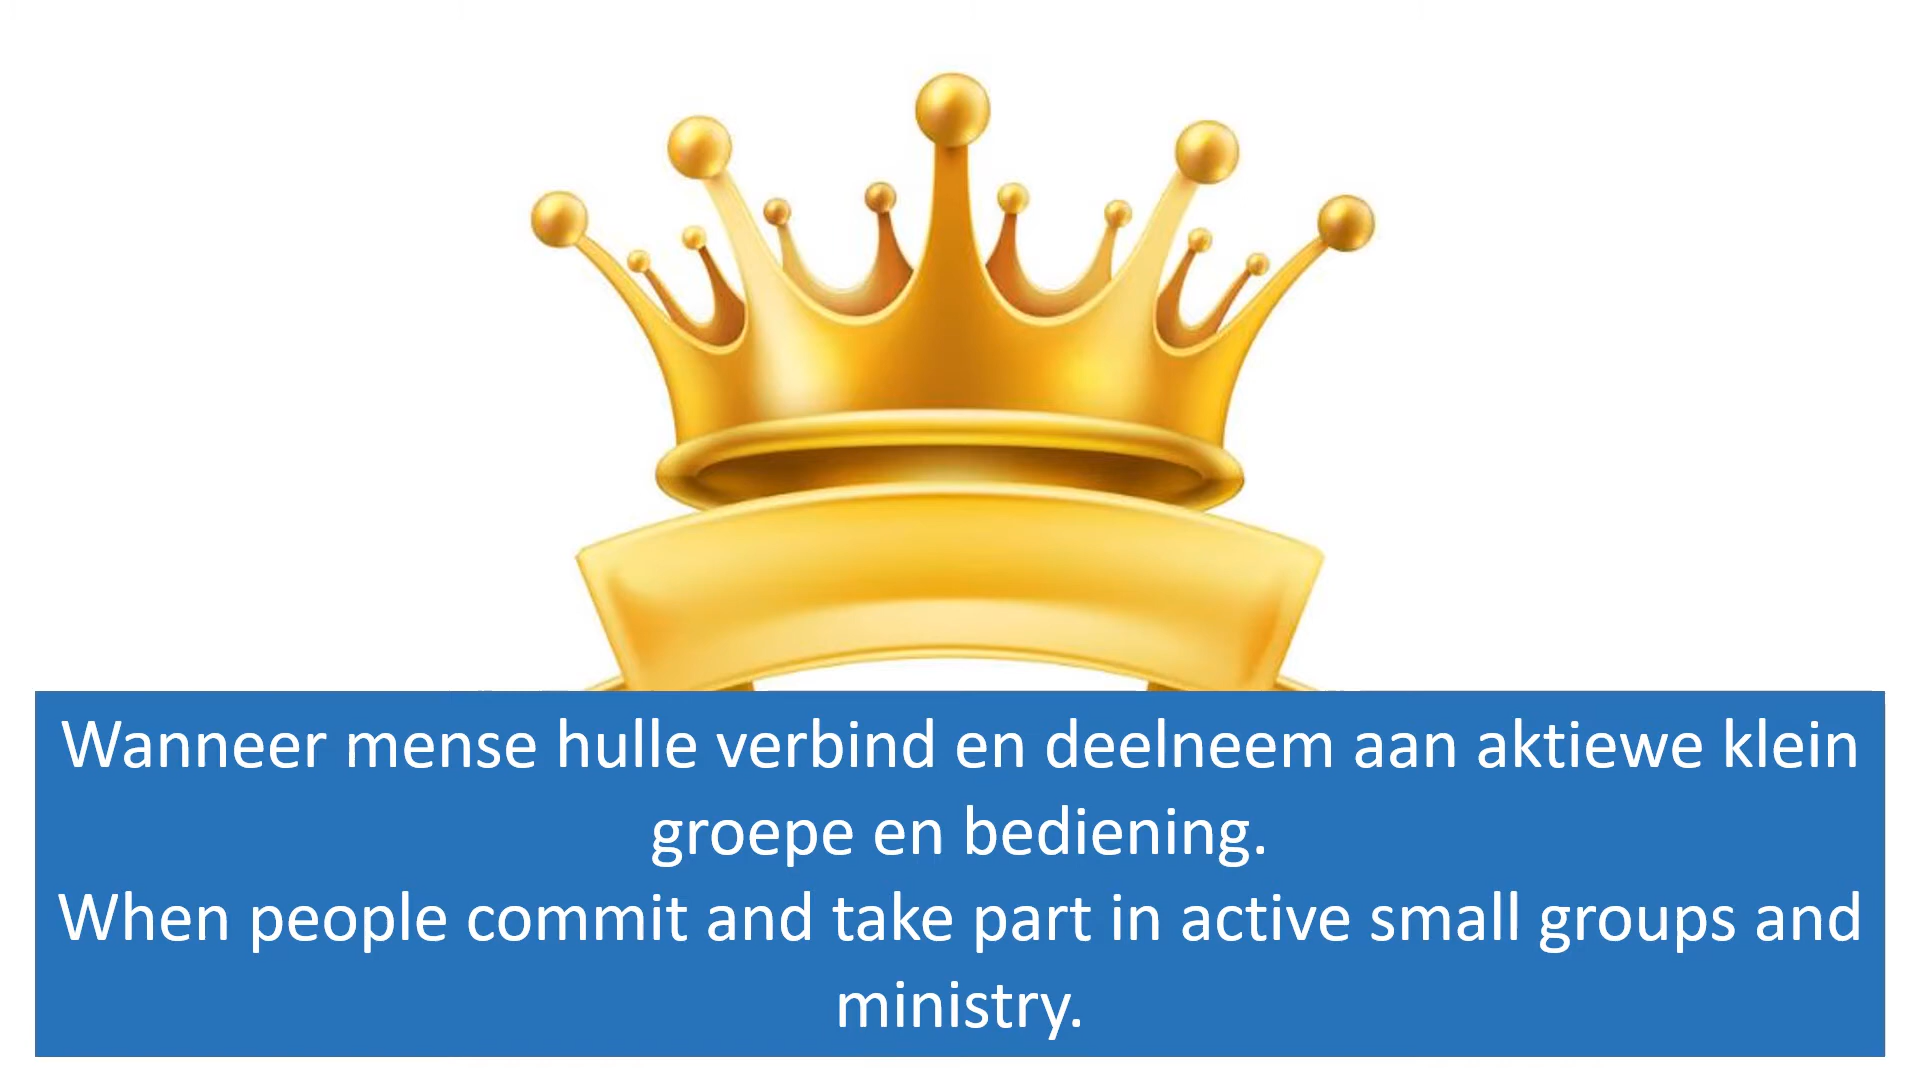 Wanneer mense hulle verbind en deelneem aan aktiewe klein
groepe en bediening.
When people commit and take part in active small groups and
ministry.